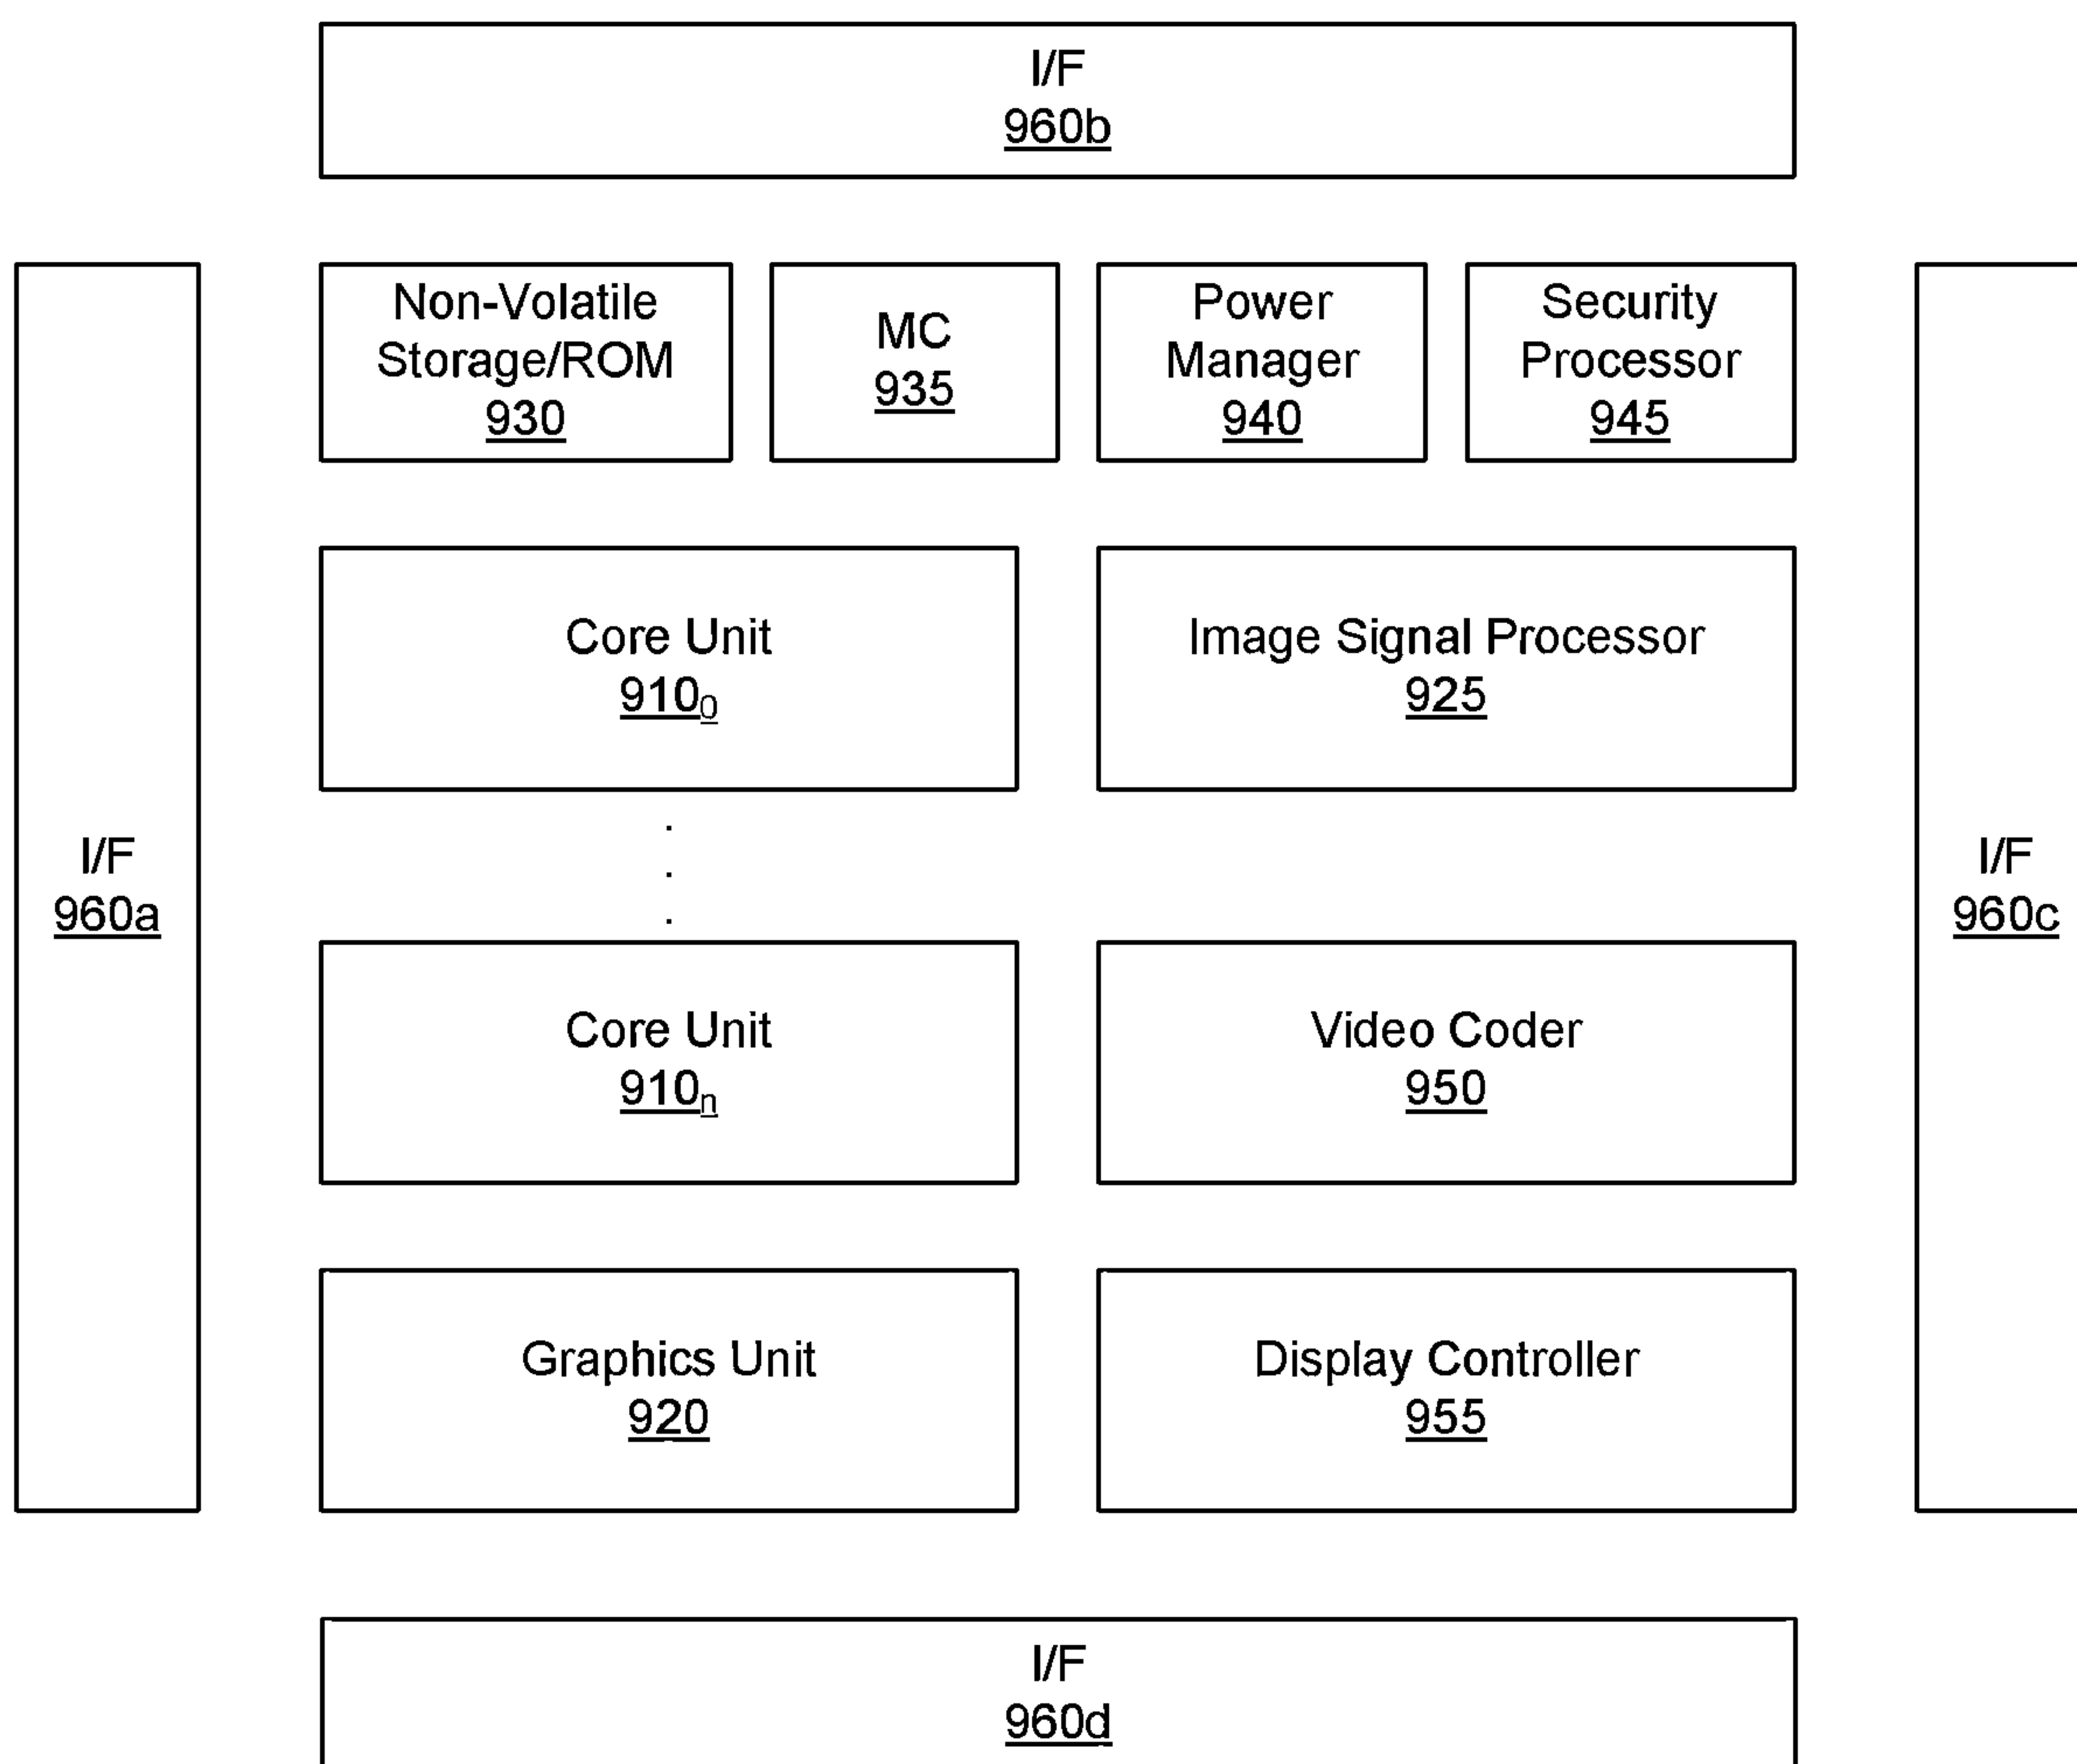 I/F
960b
Non-Volatile
Storage/ROM
930
MC
935
Power
Manager
940
Security
Processor
945
I/F
960a
Core Unit
910₀
Image Signal Processor
925
I/F
960c
.
.
.
Core Unit
910ₙ
Video Coder
950
Graphics Unit
920
Display Controller
955
I/F
960d